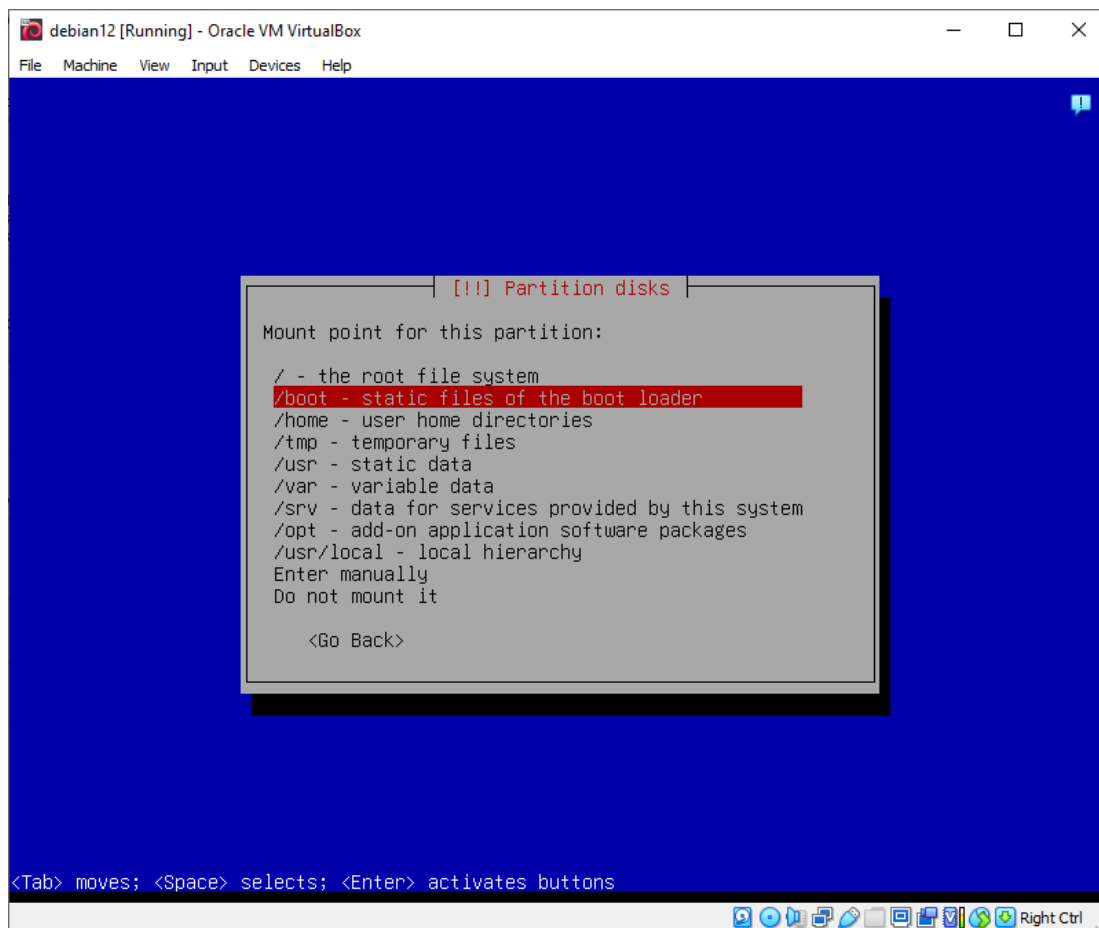 debian12 [Running] - Oracle VM VirtualBox
File Machine View Input Devices Help
[!!] Partition disks
Mount point for this partition:
/ - the root file system
/boot - static files of the boot loader
/home - user home directories
/tmp - temporary files
/usr - static data
/var - variable data
/srv - data for services provided by this system
/opt - add-on application software packages
/usr/local - local hierarchy
Enter manually
Do not mount it
<Go Back>
<Tab> moves; <Space> selects; <Enter> activates buttons
Right Ctrl